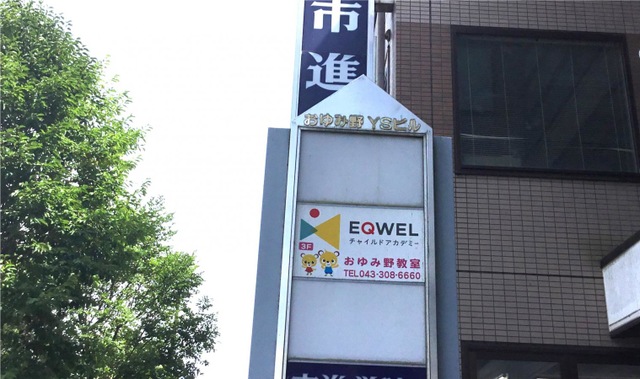 市進
おゆみ野 YSビル
EQWEL
チャイルドアカデミー
3F
おゆみ野教室
TEL043-308-6660